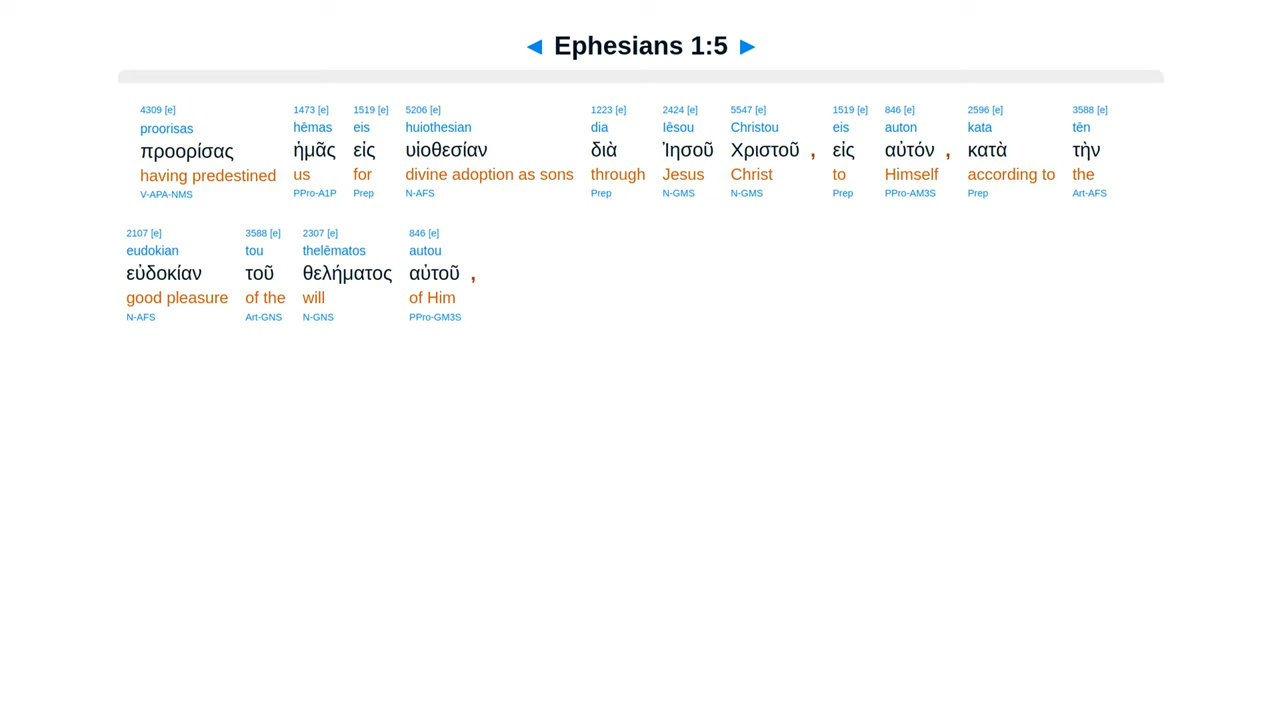 ◄ Ephesians 1:5 ►
4309 [e] 1473 [e] 1519 [e] 5206 [e] 1223 [e] 2424 [e] 5547 [e] 1519 [e] 846 [e] 2596 [e] 3588 [e]
proorisas hēmas eis huiothesian dia Iēsou Christou eis auton kata tēn
προορίσας ἡμᾶς εἰς υἱοθεσίαν διὰ Ἰησοῦ Χριστοῦ , εἰς αὐτόν , κατὰ τὴν
having predestined us for divine adoption as sons through Jesus Christ to Himself according to the
V-APA-NMS PPro-A1P Prep N-AFS Prep N-GMS N-GMS Prep PPro-AM3S Prep Art-AFS
2107 [e] 3588 [e] 2307 [e] 846 [e]
eudokian tou thelēmatos autou
εὐδοκίαν τοῦ θελήματος αὐτοῦ ,
good pleasure of the will of Him
N-AFS Art-GNS N-GNS PPro-GM3S